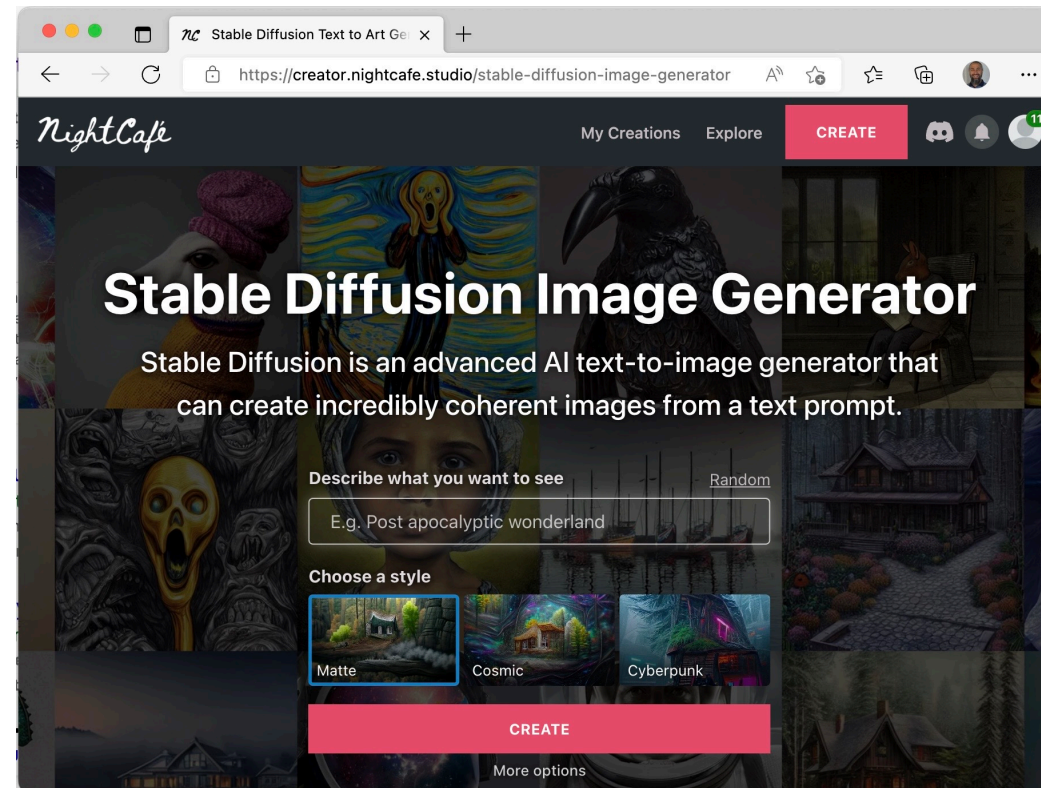 Stable Diffusion Text to Art Ge
https://creator.nightcafe.studio/stable-diffusion-image-generator
NightCafé
My Creations
Explore
CREATE
11
Stable Diffusion Image Generator
Stable Diffusion is an advanced AI text-to-image generator that
can create incredibly coherent images from a text prompt.
Describe what you want to see
Random
E.g. Post apocalyptic wonderland
Choose a style
Matte
Cosmic
Cyberpunk
CREATE
More options